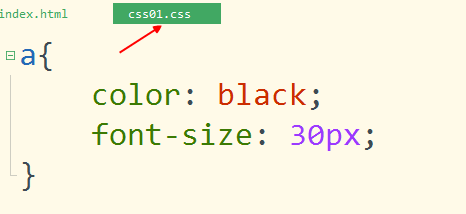 index.html css01.css
a{
color: black;
font-size: 30px;
}